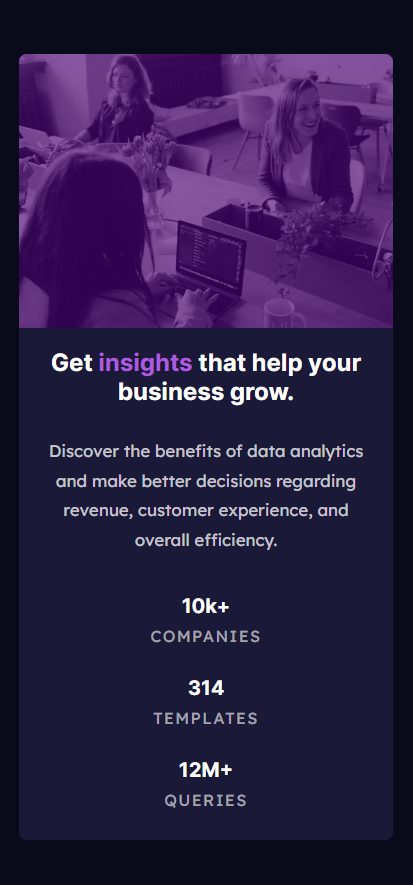 Get insights that help your
business grow.
Discover the benefits of data analytics
and make better decisions regarding
revenue, customer experience, and
overall efficiency.
10k+
COMPANIES
314
TEMPLATES
12M+
QUERIES